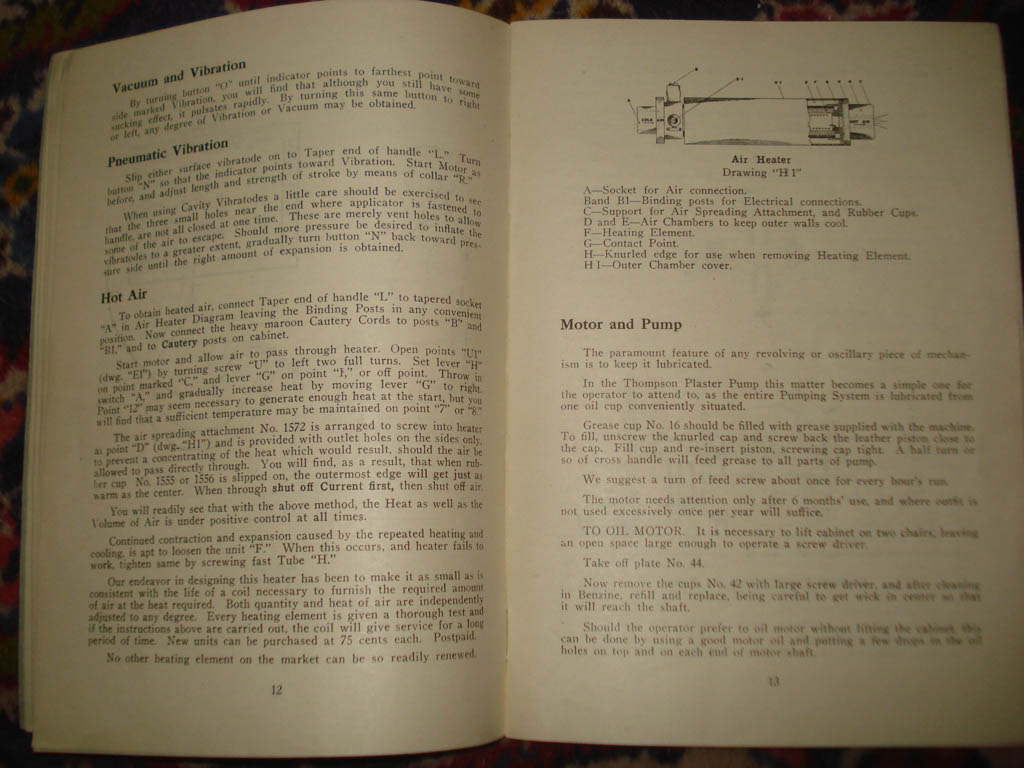 Vacuum and Vibration
By turning button "O" until indicator points to farthest point toward
side marked Vibration, you will find that although you still have some
sucking effect, it pulsates rapidly. By turning this same button to right
or left, any degree of Vibration or Vacuum may be obtained.
Pneumatic Vibration
Slip either surface vibratode on to Taper end of handle "L." Turn
button "N" so that the indicator points toward Vibration. Start Motor as
before, and adjust length and strength of stroke by means of collar "R."
When using Cavity Vibratodes a little care should be exercised to see
that the three small holes near the end where applicator is fastened to
handle, are not all closed at one time. These are merely vent holes to allow
some of the air to escape. Should more pressure be desired to inflate the
vibratodes to a greater extent, gradually turn button "N" back toward pres-
sure side until the right amount of expansion is obtained.
Hot Air
To obtain heated air, connect Taper end of handle "L" to tapered socket
"A" in Air Heater Diagram leaving the Binding Posts in any convenient
position. Now connect the heavy maroon Cautery Cords to posts "B" and
"B1," and to Cautery posts on cabinet.
Start motor and allow air to pass through heater. Open points "U1"
(dwg. "E1") by turning screw "U" to left two full turns. Set lever "H"
on point marked "C," and lever "G" on point "1," or off point. Throw in
switch "A," and gradually increase heat by moving lever "G" to right.
Point "12" may seem necessary to generate enough heat at the start, but you
will find that a sufficient temperature may be maintained on point "7" or "8."
The air spreading attachment No. 1572 is arranged to screw into heater
at point "D" (dwg. "H1") and is provided with outlet holes on the sides only,
to prevent a concentrating of the heat which would result, should the air be
allowed to pass directly through. You will find, as a result, that when rub-
ber cup No. 1555 or 1556 is slipped on, the outermost edge will get just as
warm as the center. When through shut off Current first, then shut off air.
You will readily see that with the above method, the Heat as well as the
Volume of Air is under positive control at all times.
Continued contraction and expansion caused by the repeated heating and
cooling, is apt to loosen the unit "F." When this occurs, and heater fails to
work, tighten same by screwing fast Tube "H."
Our endeavor in designing this heater has been to make it as small as is
consistent with the life of a coil necessary to furnish the required amount
of air at the heat required. Both quantity and heat of air are independently
adjusted to any degree. Every heating element is given a thorough test and
if the instructions above are carried out, the coil will give service for a long
period of time. New units can be purchased at 75 cents each. Postpaid.
No other heating element on the market can be so readily renewed.
12
COLD AIR
Air Heater
Drawing "H 1"
A—Socket for Air connection.
Band B1—Binding posts for Electrical connections.
C—Support for Air Spreading Attachment, and Rubber Cups.
D and E—Air Chambers to keep outer walls cool.
F—Heating Element.
G—Contact Point.
H—Knurled edge for use when removing Heating Element.
H I—Outer Chamber cover.
Motor and Pump
The paramount feature of any revolving or oscillary piece of mechan-
ism is to keep it lubricated.
In the Thompson Plaster Pump this matter becomes a simple one for
the operator to attend to, as the entire Pumping System is lubricated from
one oil cup conveniently situated.
Grease cup No. 16 should be filled with grease supplied with the machine.
To fill, unscrew the knurled cap and screw back the leather piston close to
the cap. Fill cup and re-insert piston, screwing cap tight. A half turn or
so of cross handle will feed grease to all parts of pump.
We suggest a turn of feed screw about once for every hour's run.
The motor needs attention only after 6 months' use, and where outfit is
not used excessively once per year will suffice.
TO OIL MOTOR. It is necessary to lift cabinet on two chairs, leaving
an open space large enough to operate a screw driver.
Take off plate No. 44.
Now remove the cups No. 42 with large screw driver, and after cleaning
in Benzine, refill and replace, being careful to get wick in center so that
it will reach the shaft.
Should the operator prefer to oil motor without lifting the cabinet, this
can be done by using a good motor oil and putting a few drops in the oil
holes on top and on each end of motor shaft.
13